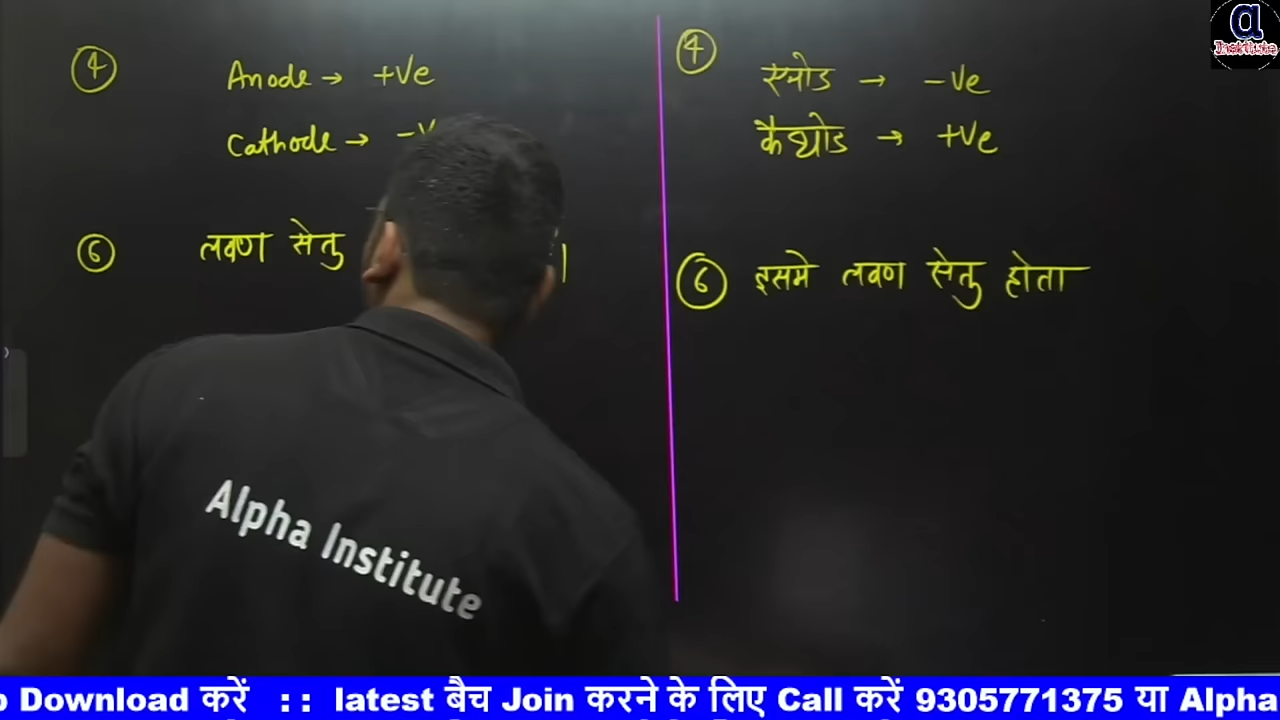 ④ Anode → +Ve
Cathode → -V
⑥ लवण सेतु ।
④ एनोड → -Ve
कैथोड → +Ve
⑥ इसमे लवण सेतु होता
α
Institute
Alpha Institute
Download करें :: latest बैच Join करने के लिए Call करें 9305771375 या Alpha